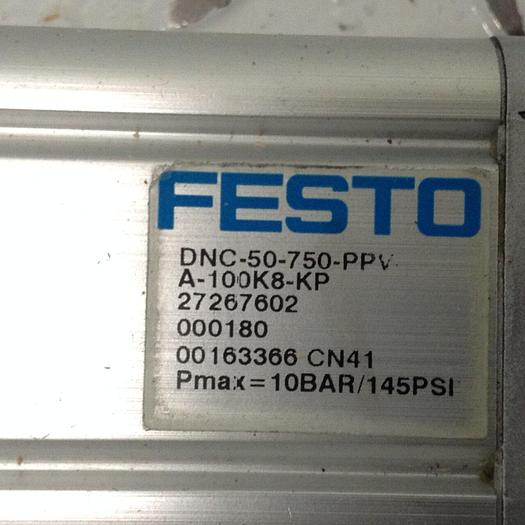 FESTO
DNC-50-750-PPV-
A-100K8-KP
27267602
000180
00163366 CN41
Pmax=10BAR/145PSI